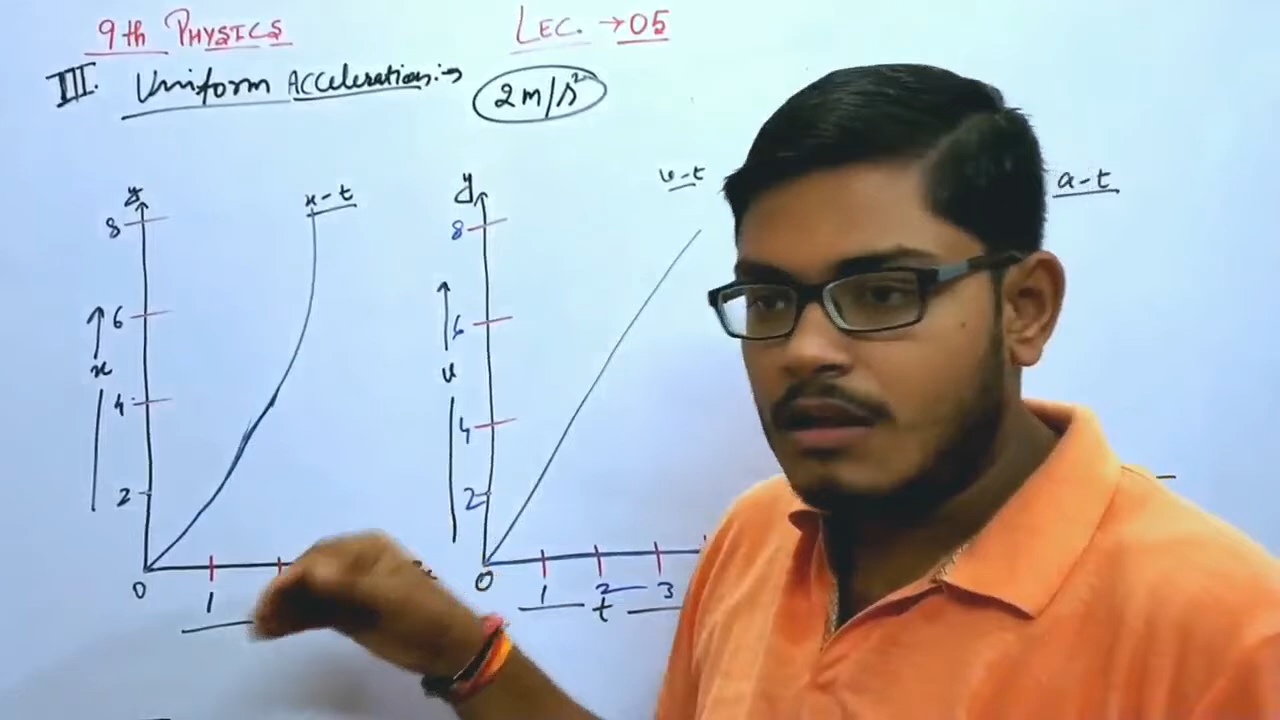 9th PHYSICS
LEC. → 05
III. Uniform Acceleration :→
2m/s²
y
x-t
8
6
x
4
2
0
1
y
v-t
8
6
v
4
2
0
1
2
3
t
a-t